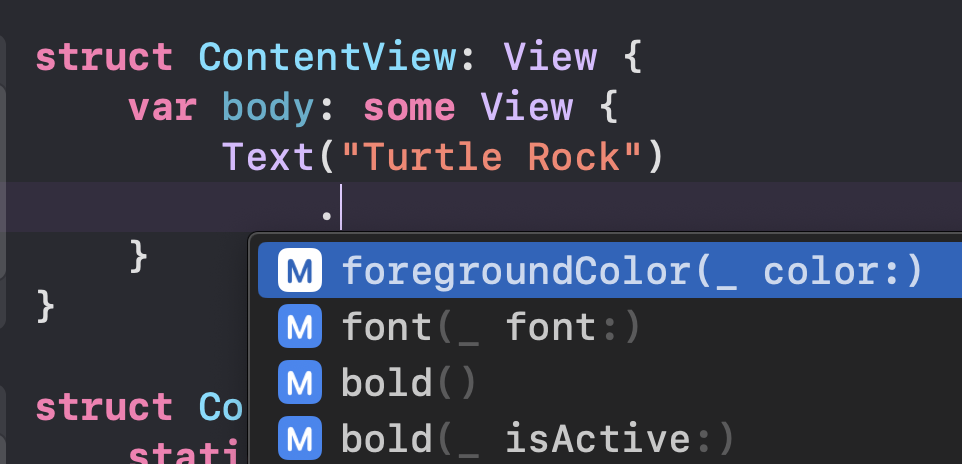 struct ContentView: View {
var body: some View {
Text("Turtle Rock")
.
}
}
M foregroundColor(_ color:)
M font(_ font:)
M bold()
M bold(_ isActive:)
struct Co
stati